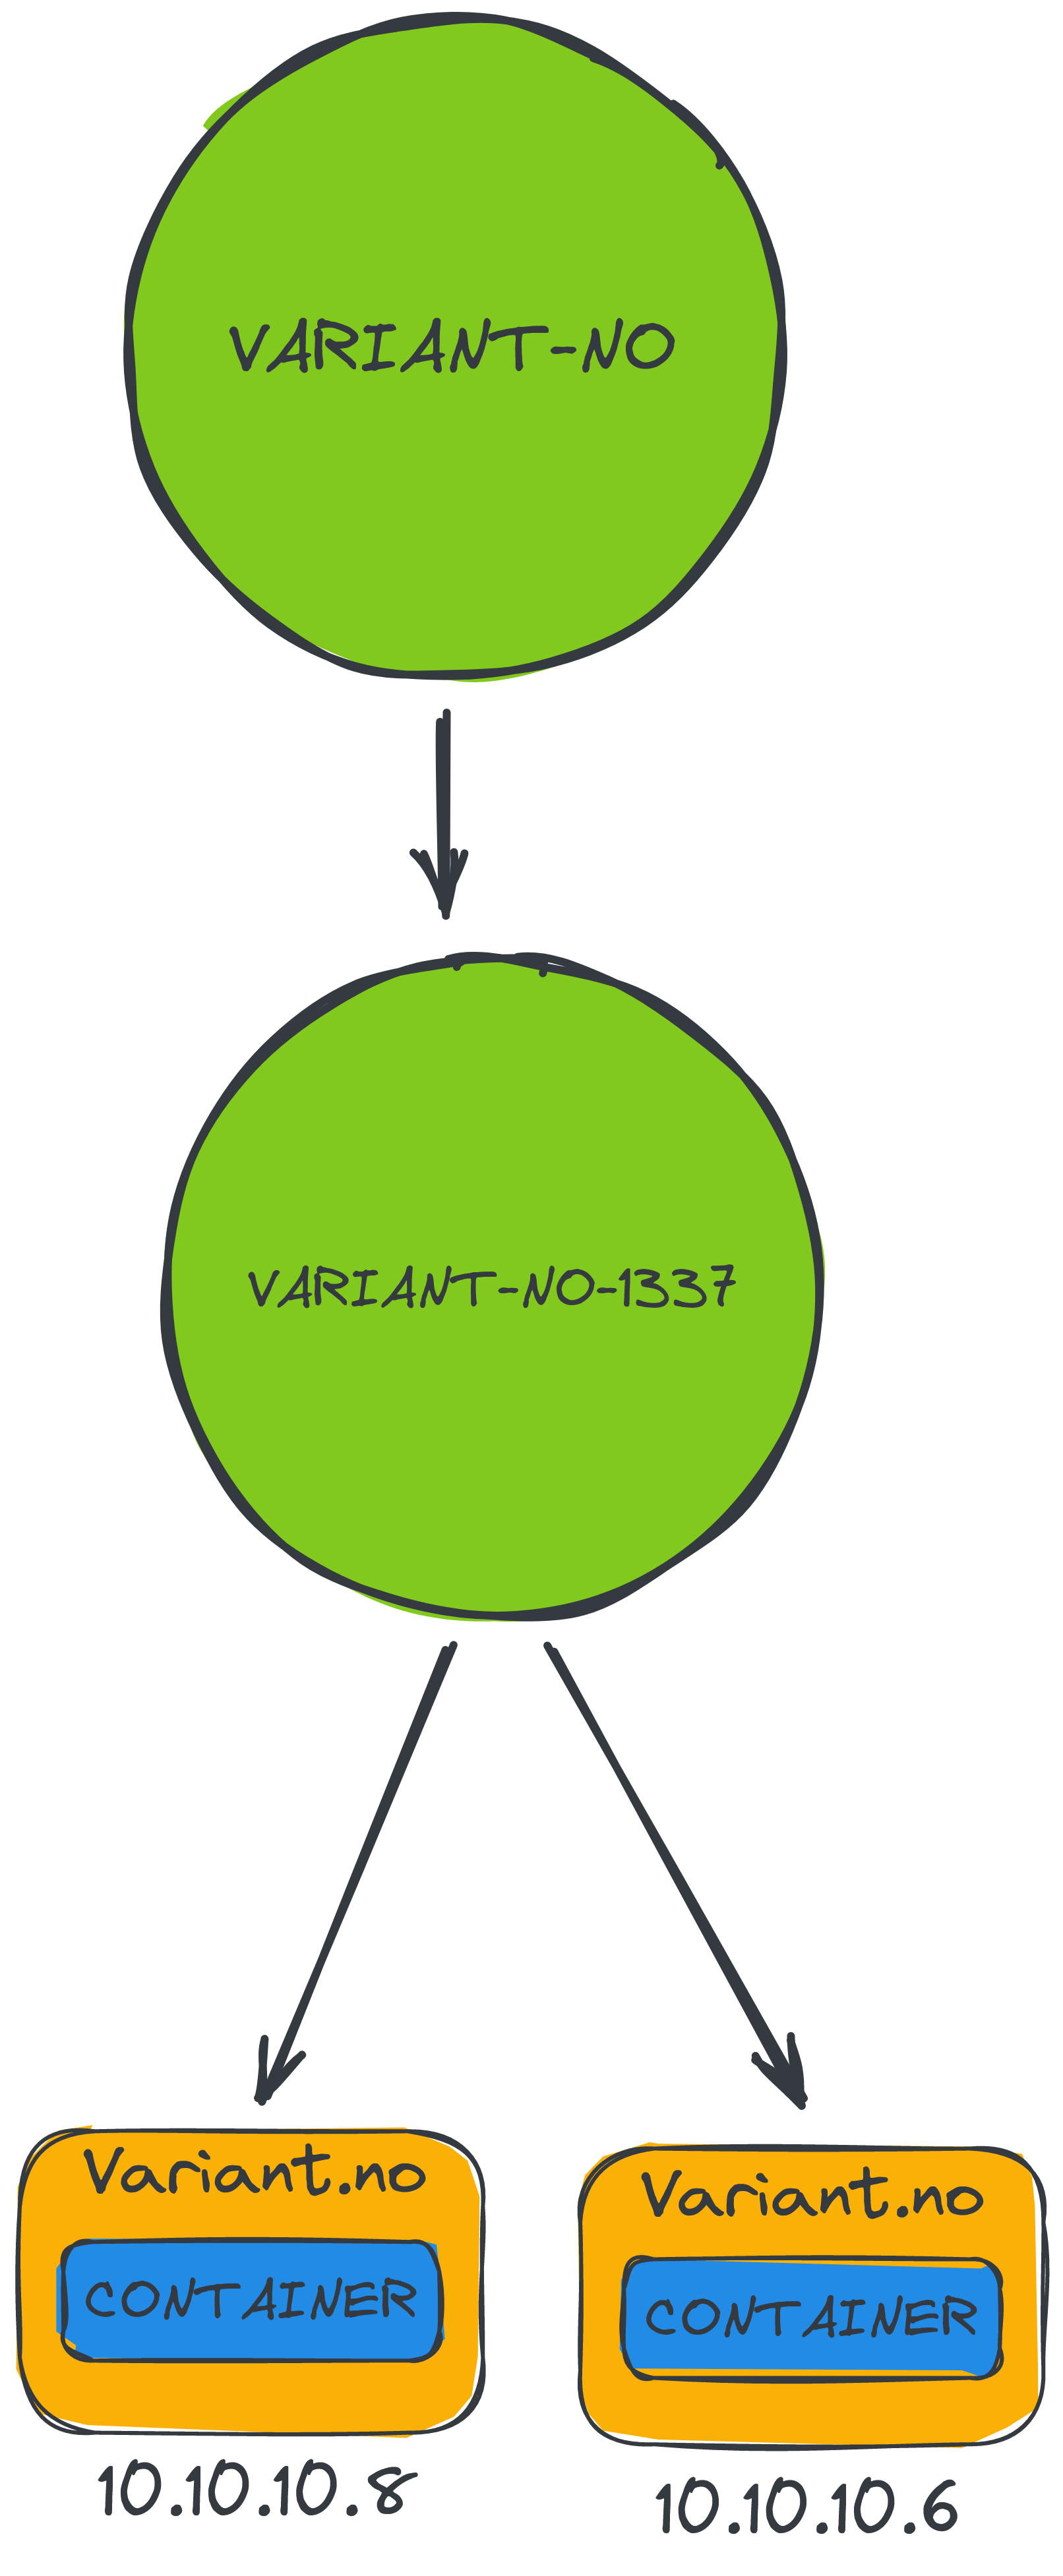 VARIANT-NO
VARIANT-NO-1337
Variant.no
CONTAINER
10.10.10.8
Variant.no
CONTAINER
10.10.10.6